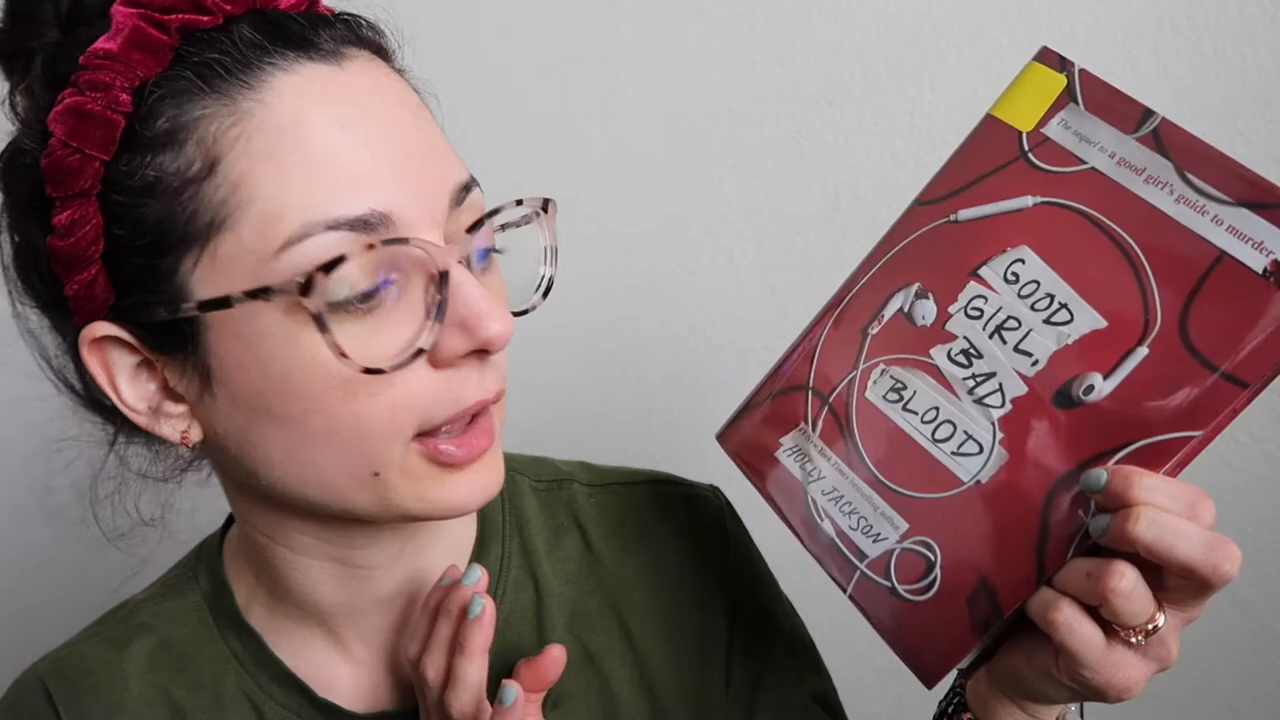 The sequel to a good girl's guide to murder
GOOD
GIRL,
BAD
BLOOD
New York Times bestselling author
HOLLY JACKSON